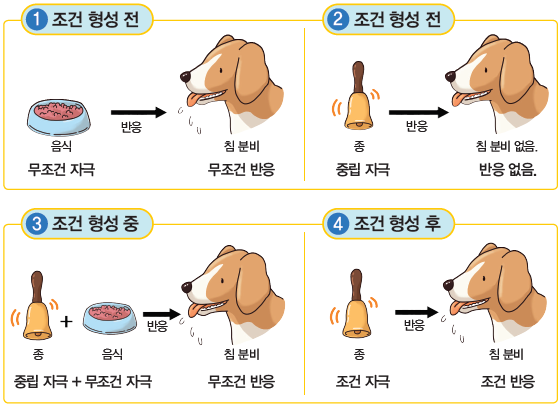 1 조건 형성 전
반응
음식
침 분비
무조건 자극
무조건 반응
2 조건 형성 전
반응
종
침 분비 없음.
중립 자극
반응 없음.
3 조건 형성 중
+
반응
종
음식
침 분비
중립 자극 + 무조건 자극
무조건 반응
4 조건 형성 후
반응
종
침 분비
조건 자극
조건 반응